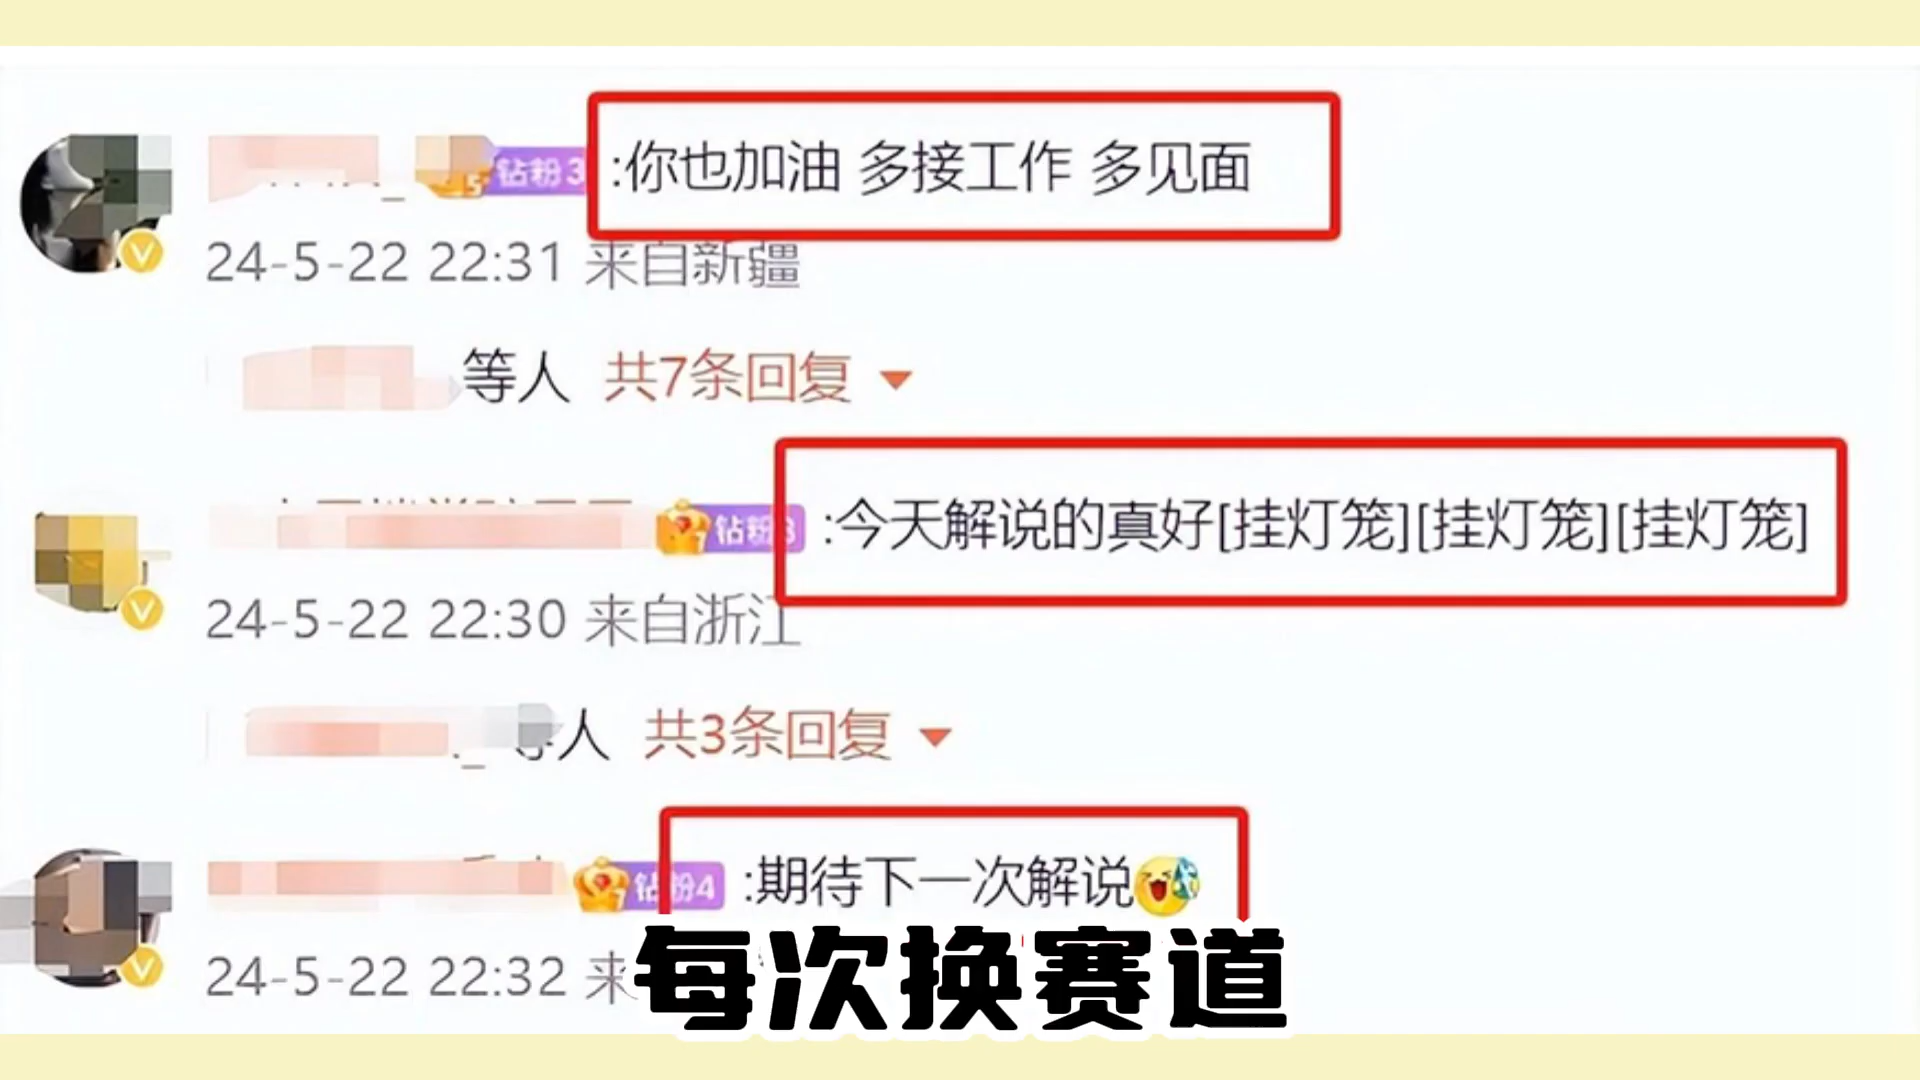 钻粉3 :你也加油 多接工作 多见面
24-5-22 22:31 来自新疆
等人 共7条回复
钻粉3 :今天解说的真好[挂灯笼][挂灯笼][挂灯笼]
24-5-22 22:30 来自浙江
等人 共3条回复
钻粉4 :期待下一次解说
24-5-22 22:32 来
每次换赛道